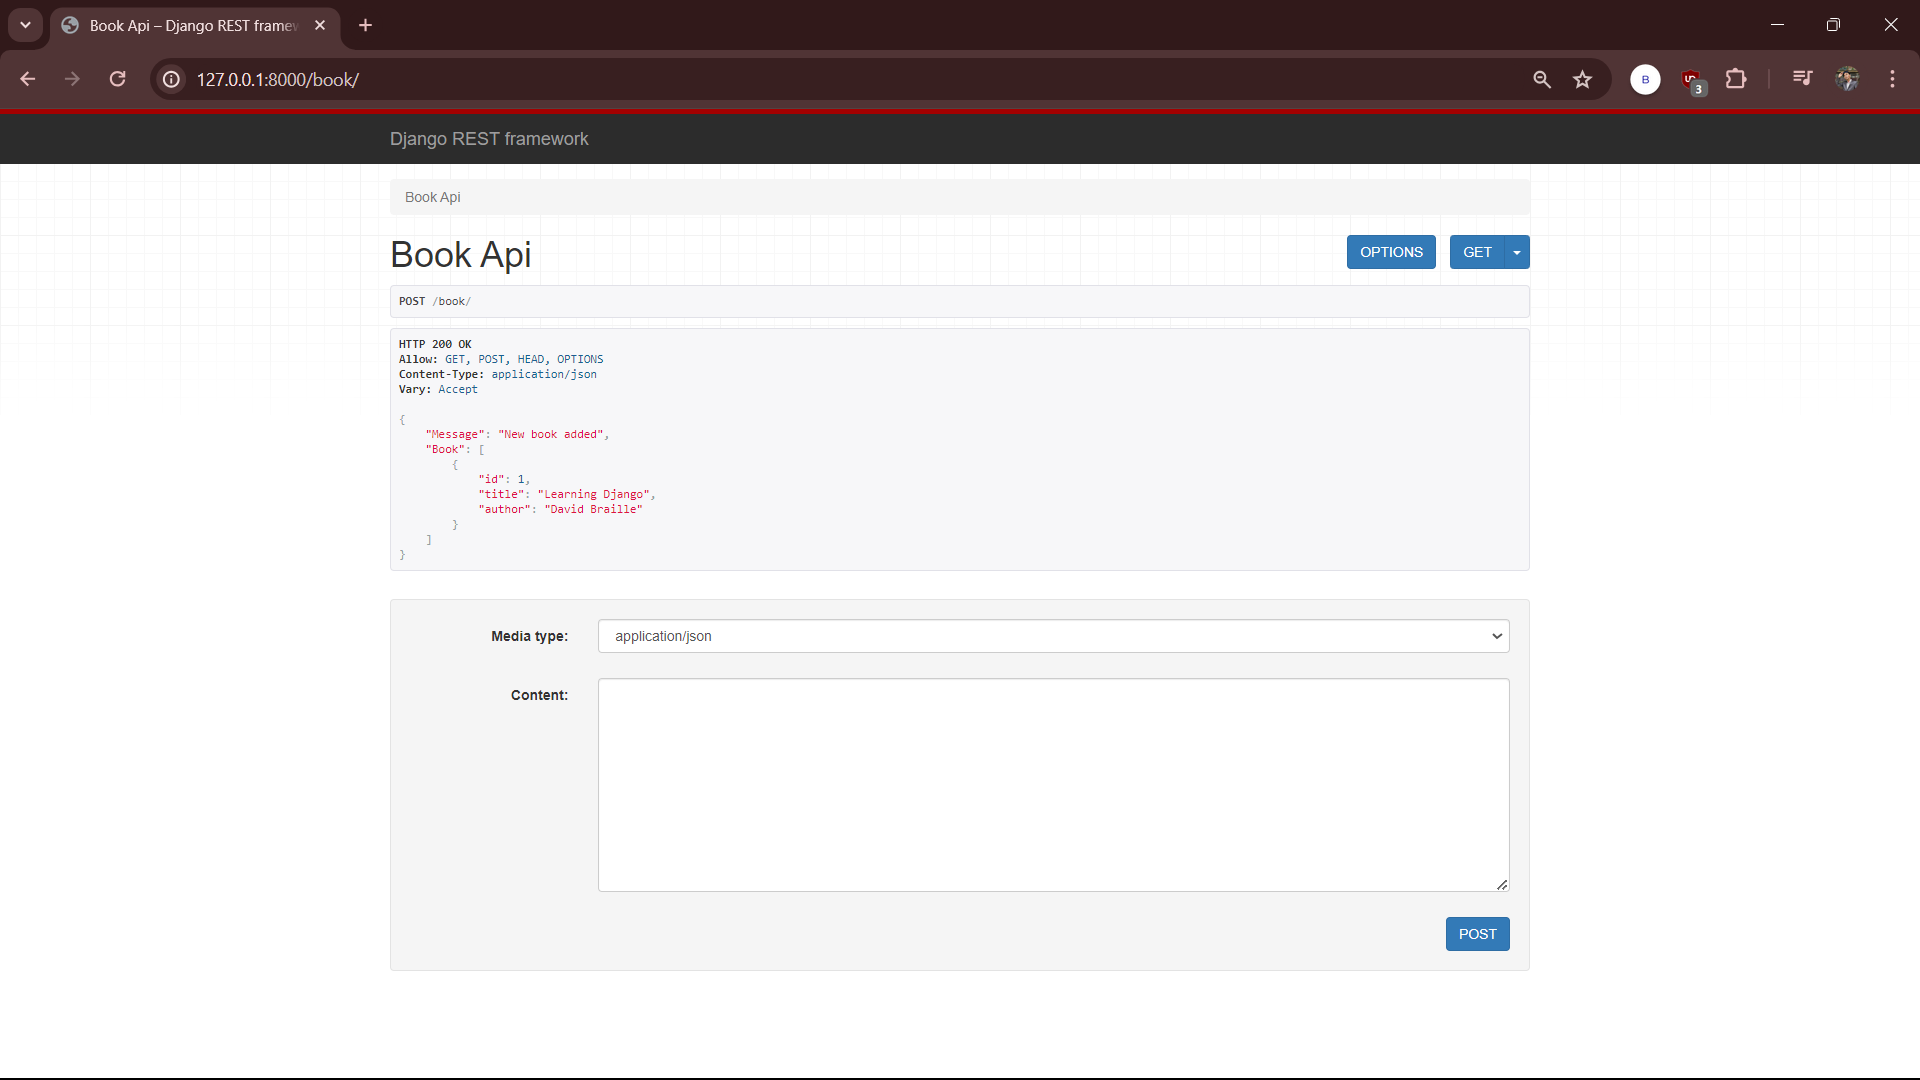 Book Api – Django REST framew
127.0.0.1:8000/book/
B
3
Django REST framework
Book Api
Book Api
OPTIONS
GET
POST /book/
HTTP 200 OK
Allow: GET, POST, HEAD, OPTIONS
Content-Type: application/json
Vary: Accept
{
    "Message": "New book added",
    "Book": [
        {
            "id": 1,
            "title": "Learning Django",
            "author": "David Braille"
        }
    ]
}
Media type:
application/json
Content:
POST